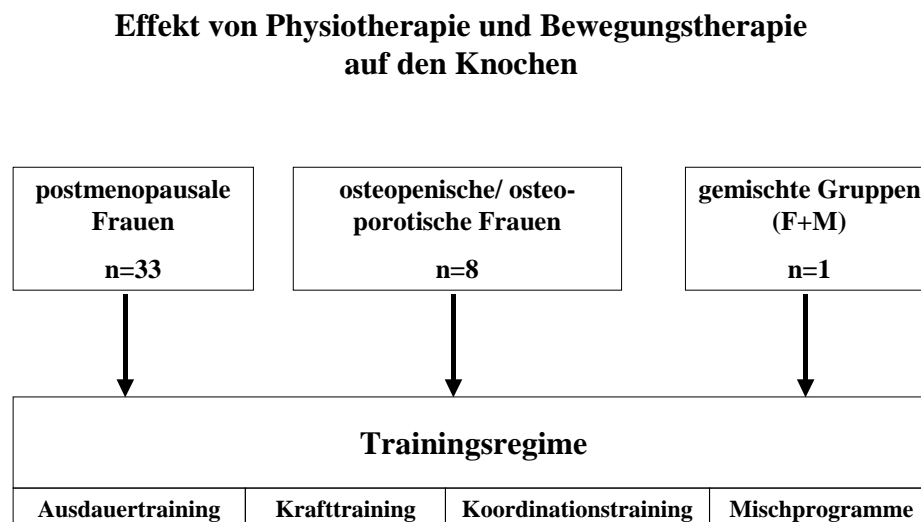 Effekt von Physiotherapie und Bewegungstherapie
auf den Knochen
postmenopausale
Frauen
n=33
osteopenische/ osteo-
porotische Frauen
n=8
gemischte Gruppen
(F+M)
n=1
Trainingsregime
Ausdauertraining
Krafttraining
Koordinationstraining
Mischprogramme